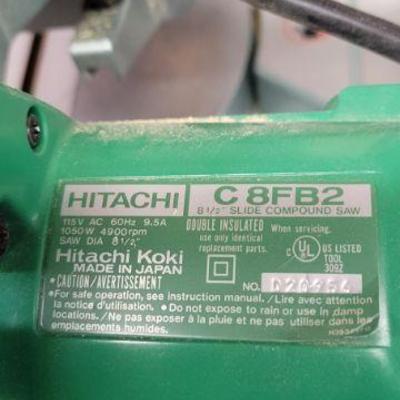 HITACHI
C 8FB2
8 1/2" SLIDE COMPOUND SAW
115V AC 60Hz 9.5A
1050W 4900rpm
SAW DIA 8 1/2"
DOUBLE INSULATED When servicing,
use only identical
replacement parts.
Hitachi Koki
MADE IN JAPAN
UL US LISTED
TOOL
309Z
NO.
•CAUTION/AVERTISSEMENT
•For safe operation, see instruction manual. /Lire avec attention
la notice d'utilisation. •Do not expose to rain or use in damp
locations./Ne pas exposer à la pluie et ne pas utiliser dans les
emplacements humides.